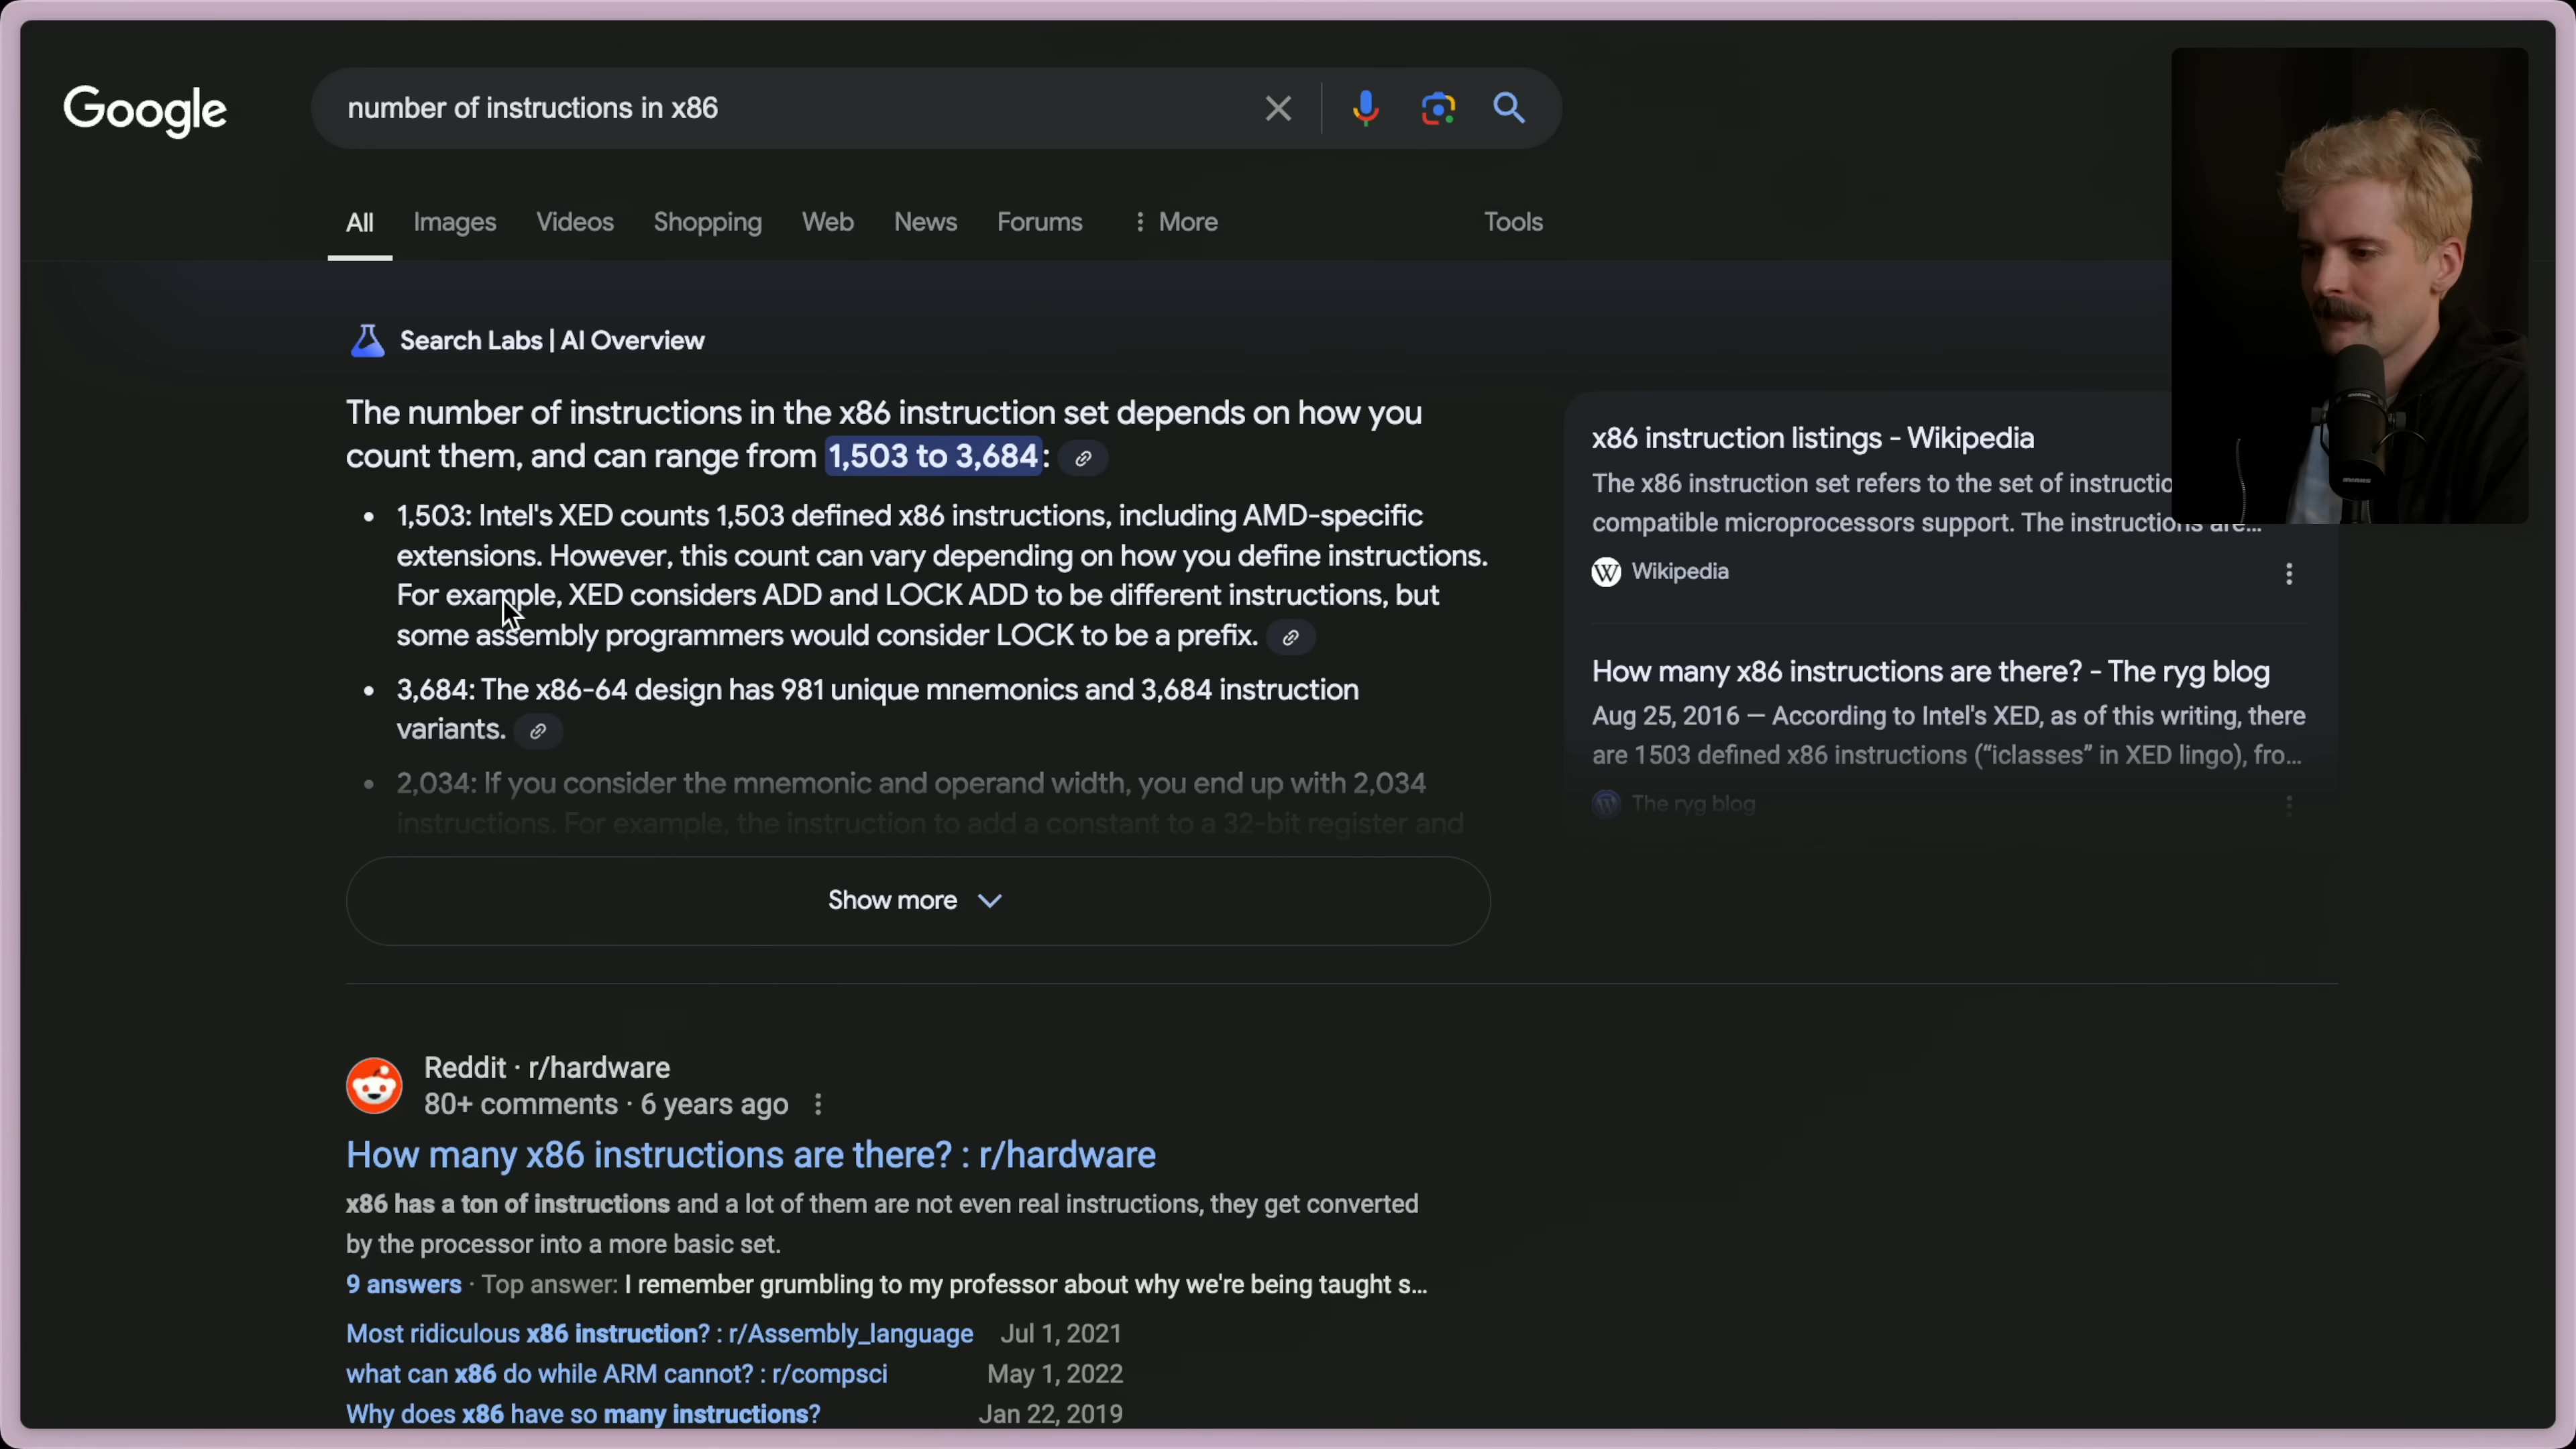 Google
number of instructions in x86
All Images Videos Shopping Web News Forums More Tools
Search Labs | AI Overview
The number of instructions in the x86 instruction set depends on how you
count them, and can range from 1,503 to 3,684:
1,503: Intel's XED counts 1,503 defined x86 instructions, including AMD-specific
extensions. However, this count can vary depending on how you define instructions.
For example, XED considers ADD and LOCK ADD to be different instructions, but
some assembly programmers would consider LOCK to be a prefix.
3,684: The x86-64 design has 981 unique mnemonics and 3,684 instruction
variants.
2,034: If you consider the mnemonic and operand width, you end up with 2,034
instructions. For example, the instruction to add a constant to a 32-bit register and
Show more
x86 instruction listings - Wikipedia
The x86 instruction set refers to the set of
compatible microprocessors support. The instructions are...
Wikipedia
How many x86 instructions are there? - The ryg blog
Aug 25, 2016 — According to Intel's XED, as of this writing, there
are 1503 defined x86 instructions (“iclasses” in XED lingo), fro...
The ryg blog
Reddit · r/hardware
80+ comments · 6 years ago
How many x86 instructions are there? : r/hardware
x86 has a ton of instructions and a lot of them are not even real instructions, they get converted
by the processor into a more basic set.
9 answers · Top answer: I remember grumbling to my professor about why we're being taught s...
Most ridiculous x86 instruction? : r/Assembly_language Jul 1, 2021
what can x86 do while ARM cannot? : r/compsci May 1, 2022
Why does x86 have so many instructions? Jan 22, 2019